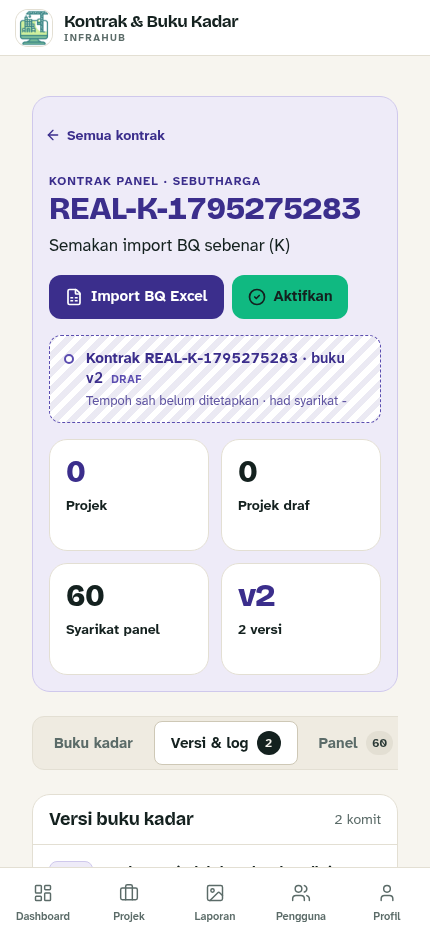 Kontrak & Buku Kadar
INFRAHUB
Semua kontrak
KONTRAK PANEL · SEBUTHARGA
REAL-K-1795275283
Semakan import BQ sebenar (K)
Import BQ Excel
Aktifkan
Kontrak REAL-K-1795275283 · buku
v2 DRAF
Tempoh sah belum ditetapkan · had syarikat -
0
Projek
0
Projek draf
60
Syarikat panel
v2
2 versi
Buku kadar
Versi & log 2
Panel 60
Versi buku kadar
2 komit
Dashboard
Projek
Laporan
Pengguna
Profil